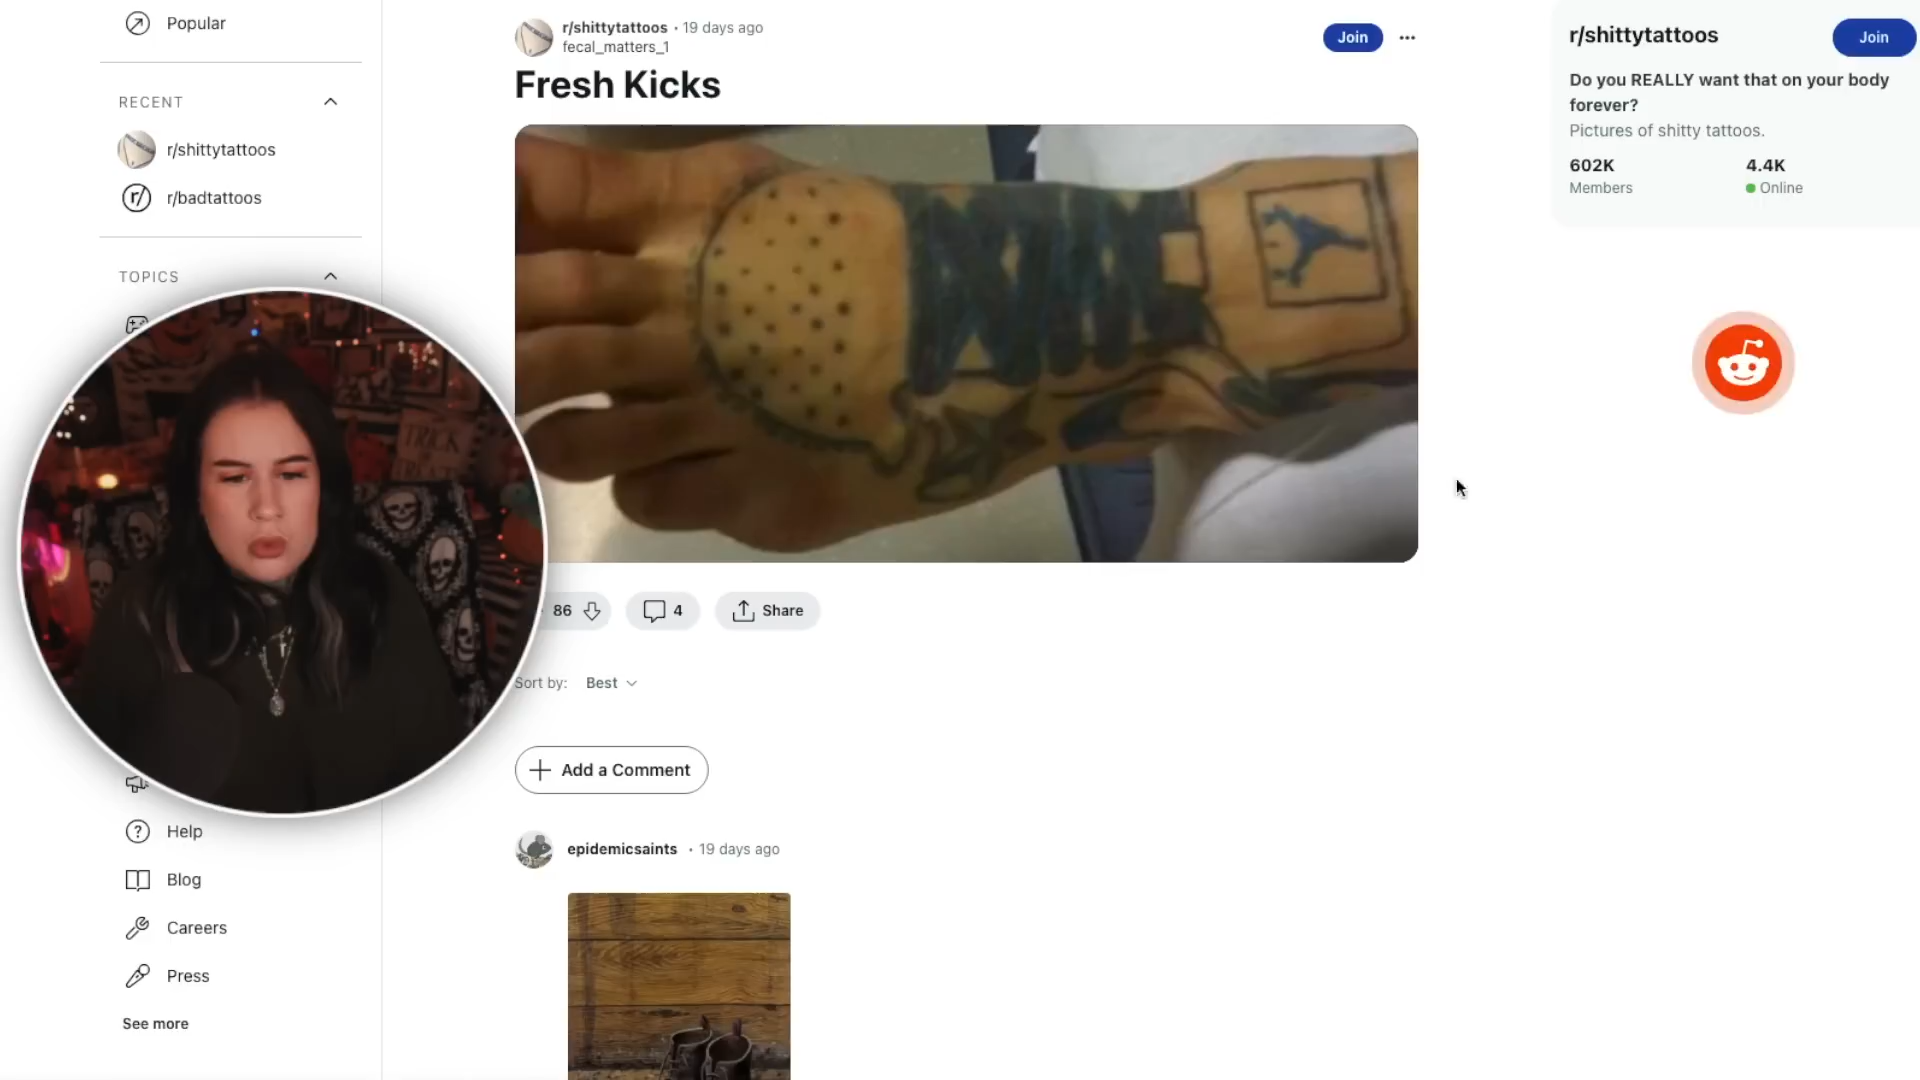 Popular
RECENT
r/shittytattoos
r/badtattoos
TOPICS
Help
Blog
Careers
Press
See more
r/shittytattoos · 19 days ago
fecal_matters_1
Join
Fresh Kicks
86
4
Share
Sort by: Best
Add a Comment
epidemicsaints · 19 days ago
r/shittytattoos
Join
Do you REALLY want that on your body
forever?
Pictures of shitty tattoos.
602K
4.4K
Members
Online
TRICK